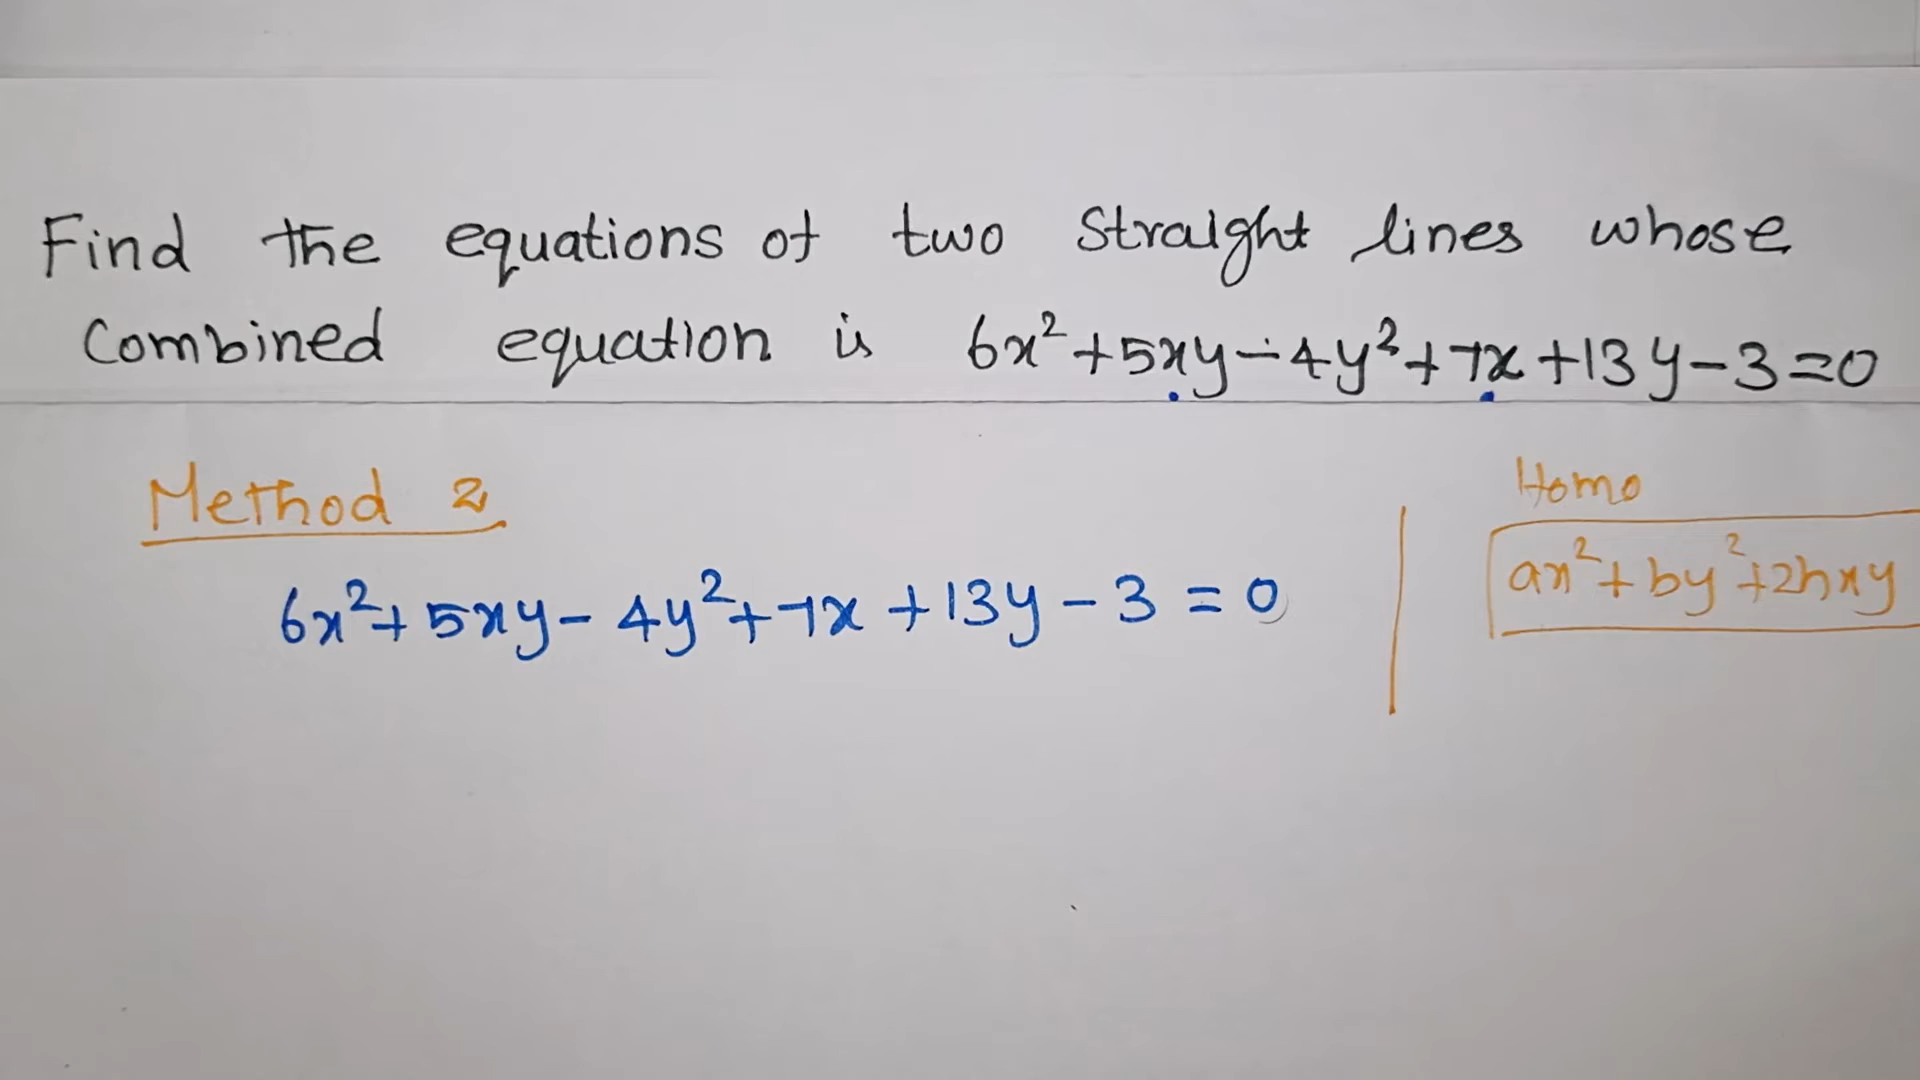 Find the equations of two straight lines whose
Combined equation is 6x²+5xy-4y²+7x+13y-3=0
Method 2
6x²+5xy-4y²+7x+13y-3=0
Homo
ax²+by²+2hxy